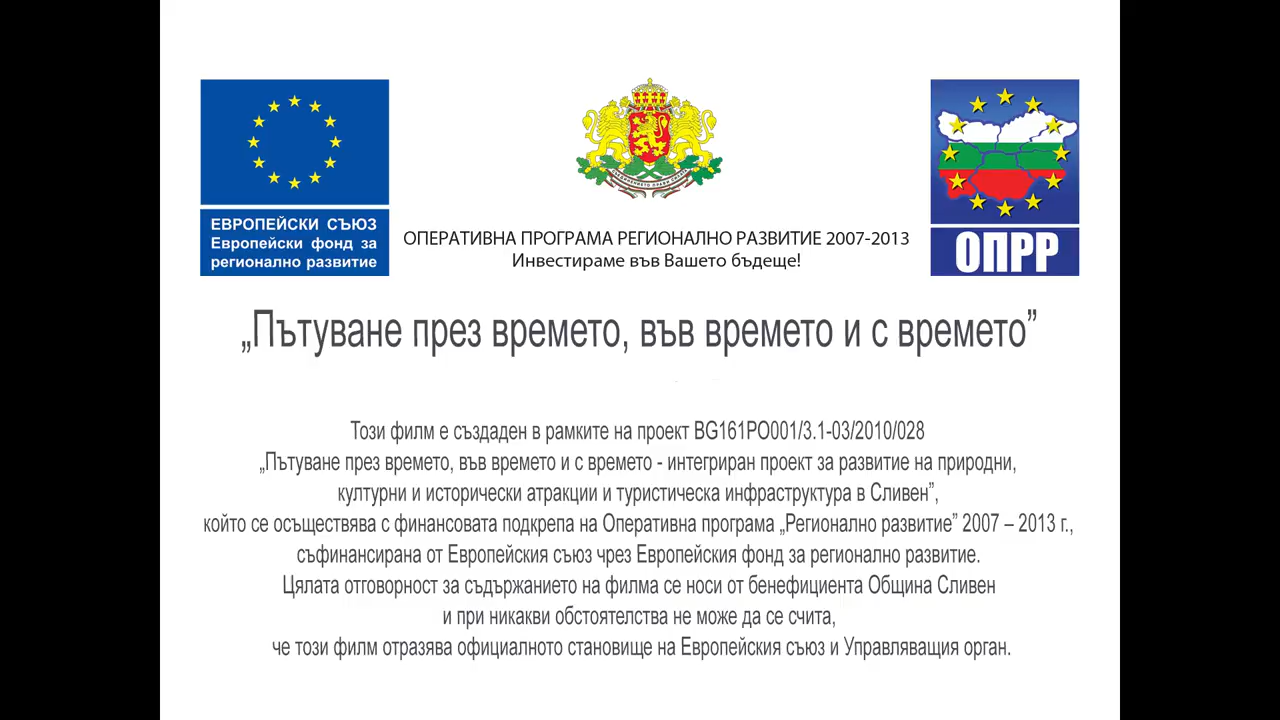 ЕВРОПЕЙСКИ СЪЮЗ
Европейски фонд за
регионално развитие
ОПЕРАТИВНА ПРОГРАМА РЕГИОНАЛНО РАЗВИТИЕ 2007-2013
Инвестираме във Вашето бъдеще!
ОПРР
„Пътуване през времето, във времето и с времето”
Този филм е създаден в рамките на проект BG161PO001/3.1-03/2010/028
„Пътуване през времето, във времето и с времето - интегриран проект за развитие на природни,
културни и исторически атракции и туристическа инфраструктура в Сливен”,
който се осъществява с финансовата подкрепа на Оперативна програма „Регионално развитие” 2007 – 2013 г.,
съфинансирана от Европейския съюз чрез Европейския фонд за регионално развитие.
Цялата отговорност за съдържанието на филма се носи от бенефициента Община Сливен
и при никакви обстоятелства не може да се счита,
че този филм отразява официалното становище на Европейския съюз и Управляващия орган.